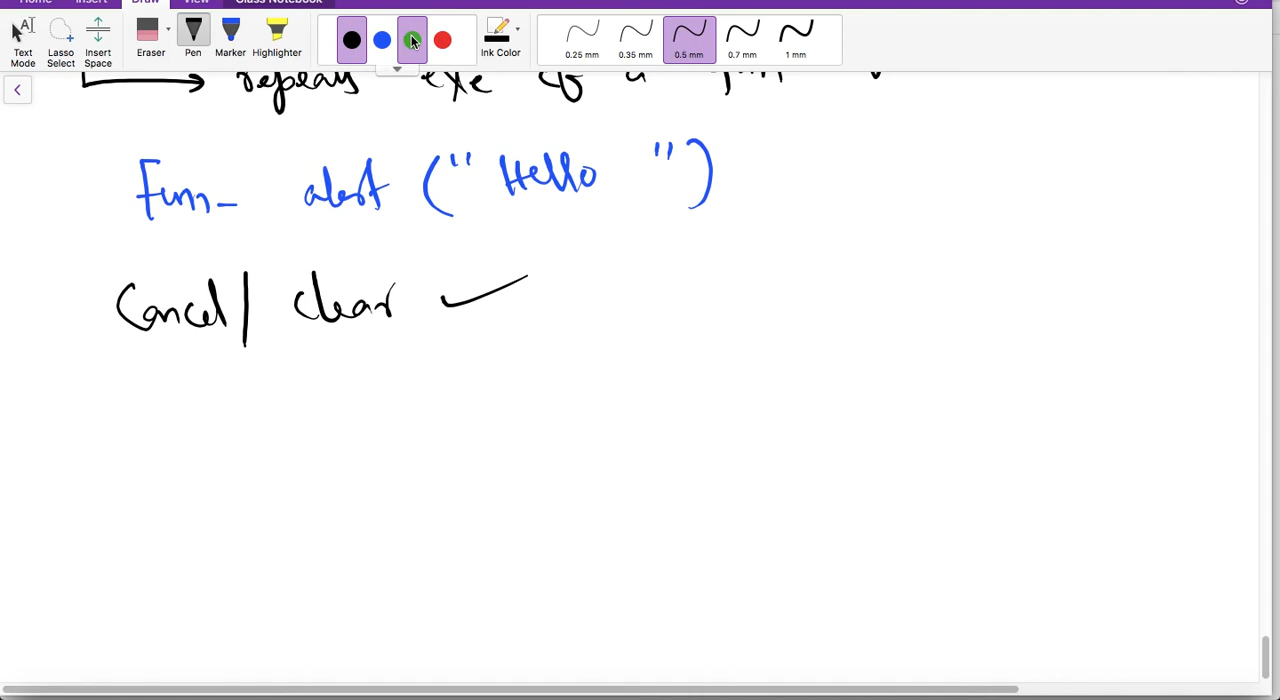 Home Insert Draw View Class Notebook
Text Mode
Lasso Select
Insert Space
Eraser
Pen
Marker
Highlighter
Ink Color
0.25 mm
0.35 mm
0.5 mm
0.7 mm
1 mm
repeats exe of a
Funn_ alert (" Hello ")
Cancel| clear